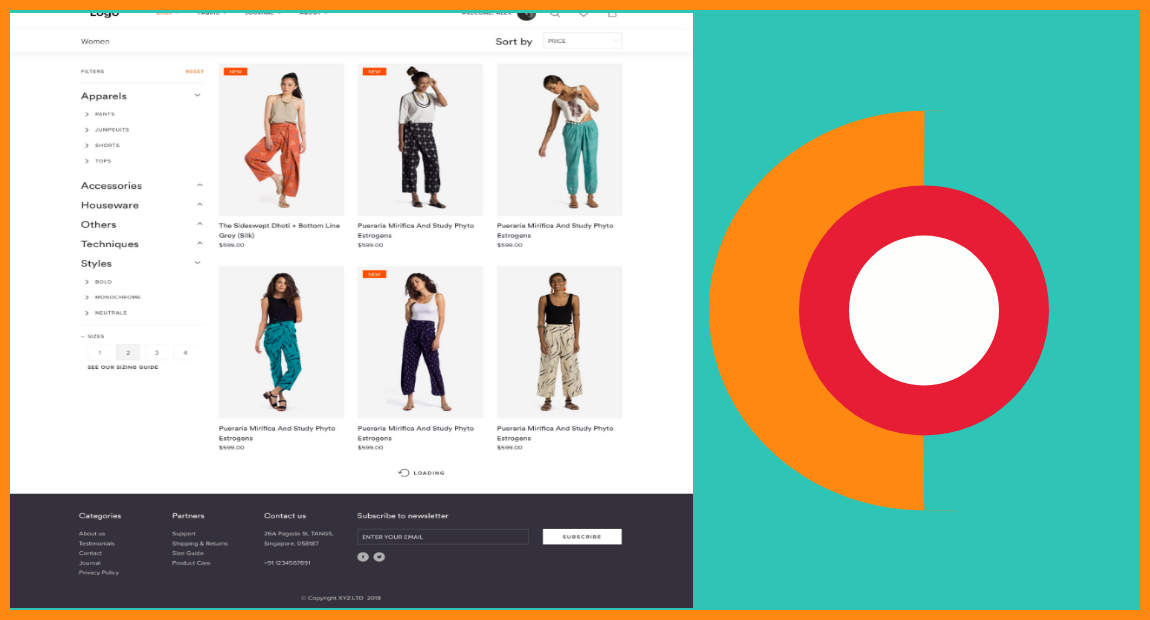 Logo
Women
Sort by
PRICE
FILTERS
RESET
Apparels
PANTS
JUMPSUITS
SHORTS
TOPS
Accessories
Houseware
Others
Techniques
Styles
BOLD
MONOCHROME
NEUTRALS
– SIZES
1 2 3 4
SEE OUR SIZING GUIDE
NEW
The Sideswept Dhoti + Bottom Line
Grey (Silk)
$599.00
NEW
Pueraria Mirifica And Study Phyto
Estrogens
$599.00
Pueraria Mirifica And Study Phyto
Estrogens
$599.00
Pueraria Mirifica And Study Phyto
Estrogens
$599.00
NEW
Pueraria Mirifica And Study Phyto
Estrogens
$599.00
Pueraria Mirifica And Study Phyto
Estrogens
$599.00
LOADING
Categories
About us
Testimonials
Contact
Journal
Privacy Policy
Partners
Support
Shipping & Returns
Size Guide
Product Care
Contact us
26A Pagoda St, TANGS,
Singapore, 058187
+91 1234567891
Subscribe to newsletter
ENTER YOUR EMAIL
SUBSCRIBE
© Copyright XYZ.LTD 2018